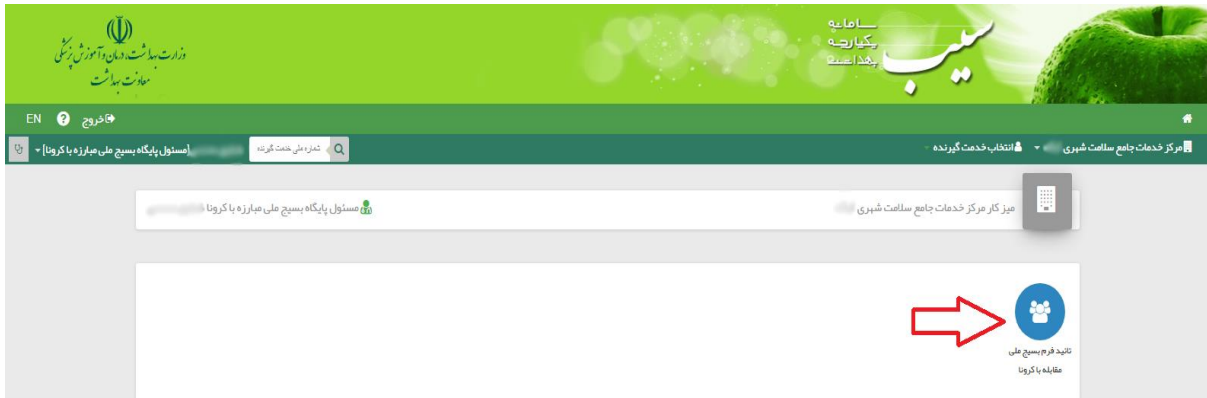 سامانه
یکپارچه
بهداشت
سیب
وزارت بهداشت، درمان و آموزش پزشکی
معاونت بهداشت
خروج ? EN
مرکز خدمات جامع سلامت شهری
انتخاب خدمت گیرنده
شماره ملی خدمت گیرنده
[مسئول پایگاه بسیج ملی مبارزه با کرونا]
میز کار مرکز خدمات جامع سلامت شهری
مسئول پایگاه بسیج ملی مبارزه با کرونا
تائید فرم بسیج ملی
مقابله با کرونا